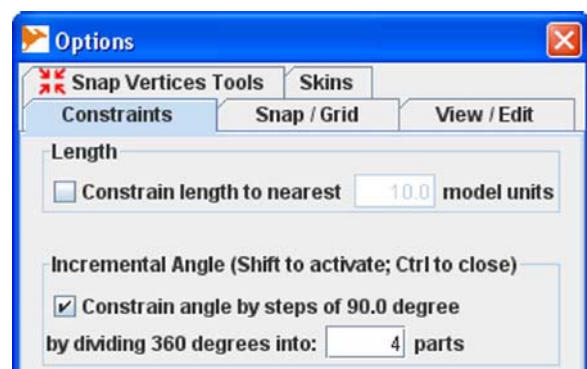 Options
Snap Vertices Tools Skins
Constraints Snap / Grid View / Edit
Length
Constrain length to nearest 10.0 model units
Incremental Angle (Shift to activate; Ctrl to close)
Constrain angle by steps of 90.0 degree
by dividing 360 degrees into: 4 parts